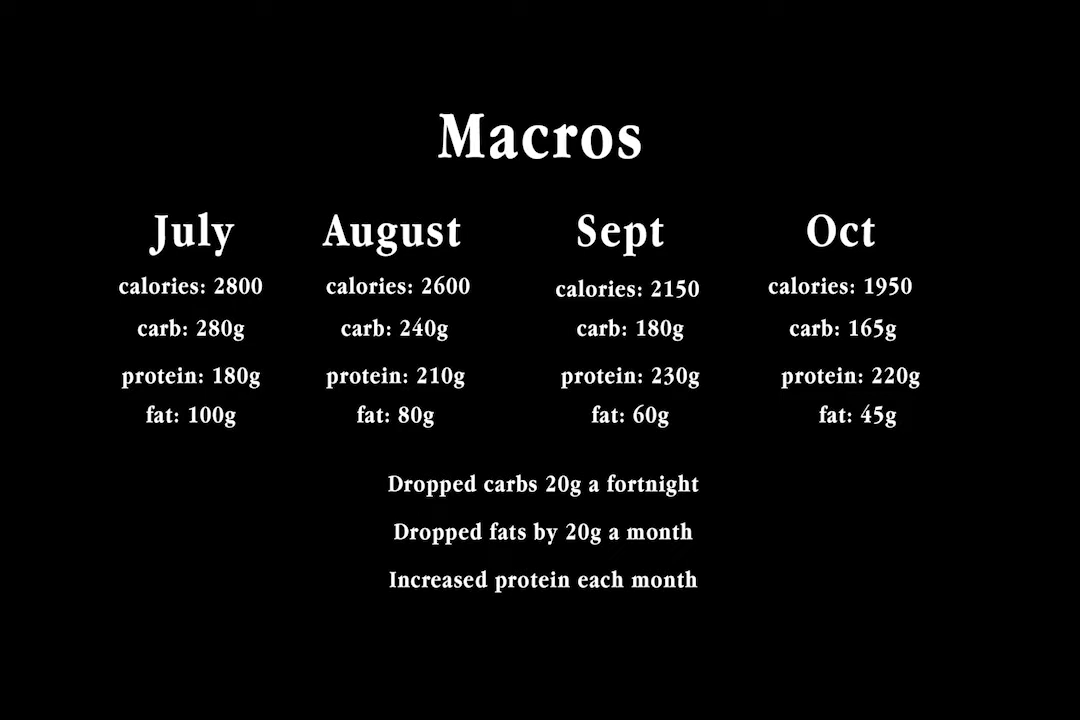 Macros
July August Sept Oct
calories: 2800 calories: 2600 calories: 2150 calories: 1950
carb: 280g carb: 240g carb: 180g carb: 165g
protein: 180g protein: 210g protein: 230g protein: 220g
fat: 100g fat: 80g fat: 60g fat: 45g
Dropped carbs 20g a fortnight
Dropped fats by 20g a month
Increased protein each month